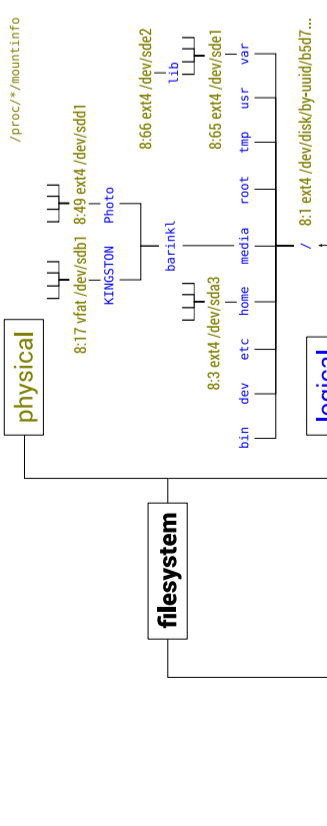 /proc/*/mountinfo
physical
8:17 vfat /dev/sdb1
8:49 ext4 /dev/sdd1
KINGSTON
Photo
8:66 ext4 /dev/sde2
barinkl
lib
8:3 ext4 /dev/sda3
8:65 ext4 /dev/sde1
bin
dev
etc
home
media
root
tmp
usr
var
/
8:1 ext4 /dev/disk/by-uuid/b5d7...
filesystem
logical